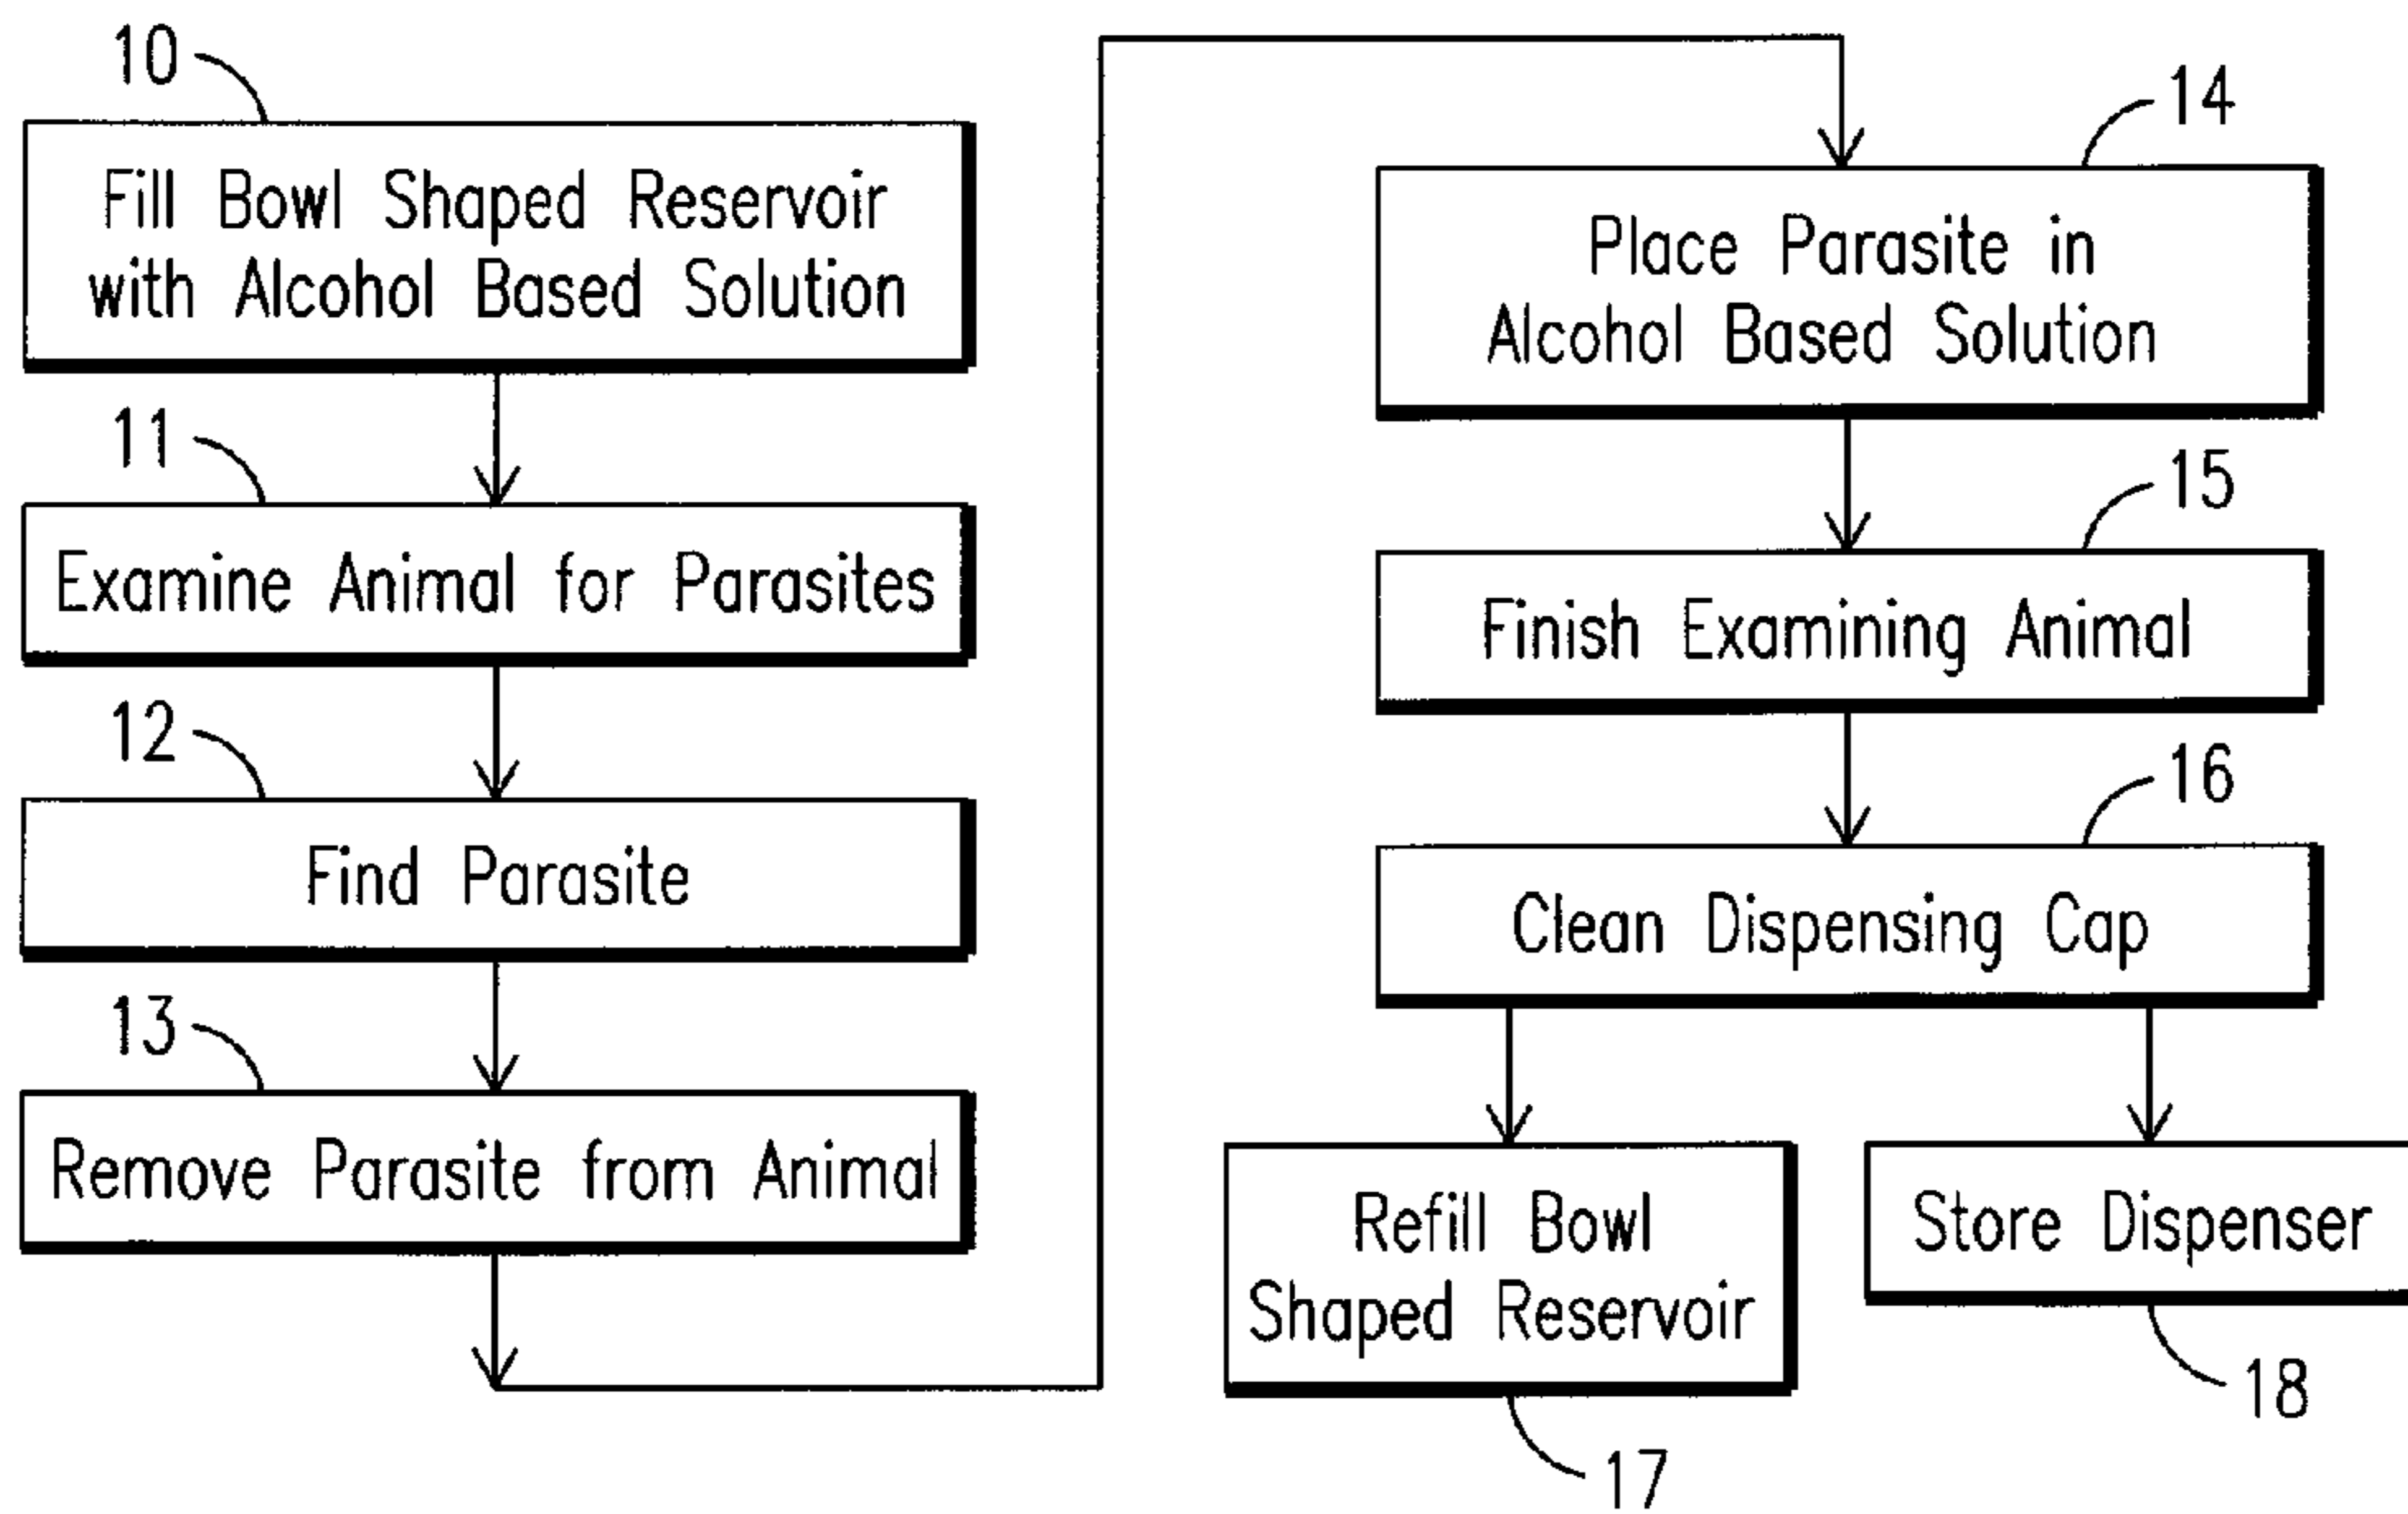 10
Fill Bowl Shaped Reservoir
with Alcohol Based Solution
11
Examine Animal for Parasites
12
Find Parasite
13
Remove Parasite from Animal
14
Place Parasite in
Alcohol Based Solution
15
Finish Examining Animal
16
Clean Dispensing Cap
Refill Bowl
Shaped Reservoir
17
Store Dispenser
18